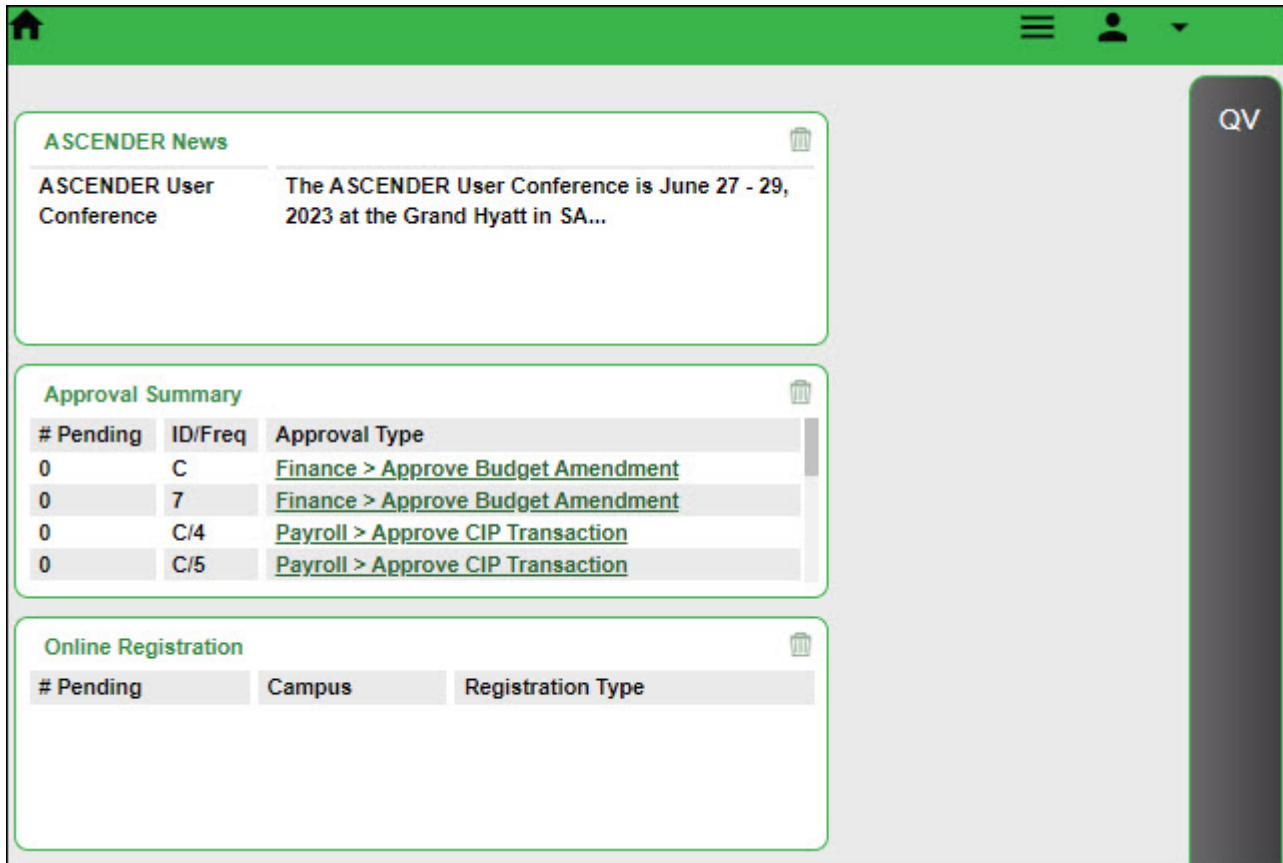 QV
ASCENDER News
ASCENDER User Conference
The ASCENDER User Conference is June 27 - 29,
2023 at the Grand Hyatt in SA...
Approval Summary
# Pending ID/Freq Approval Type
0 C Finance > Approve Budget Amendment
0 7 Finance > Approve Budget Amendment
0 C/4 Payroll > Approve CIP Transaction
0 C/5 Payroll > Approve CIP Transaction
Online Registration
# Pending Campus Registration Type